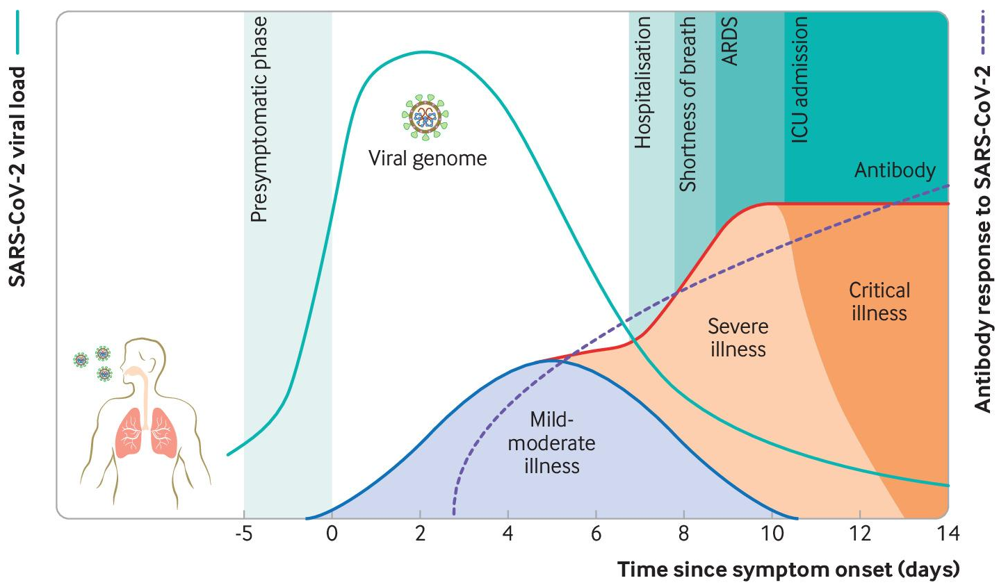 SARS-CoV-2 viral load
Presymptomatic phase
Viral genome
Hospitalisation
Shortness of breath
ARDS
ICU admission
Antibody
Critical
illness
Severe
illness
Mild-
moderate
illness
Antibody response to SARS-CoV-2
-5 0 2 4 6 8 10 12 14
Time since symptom onset (days)